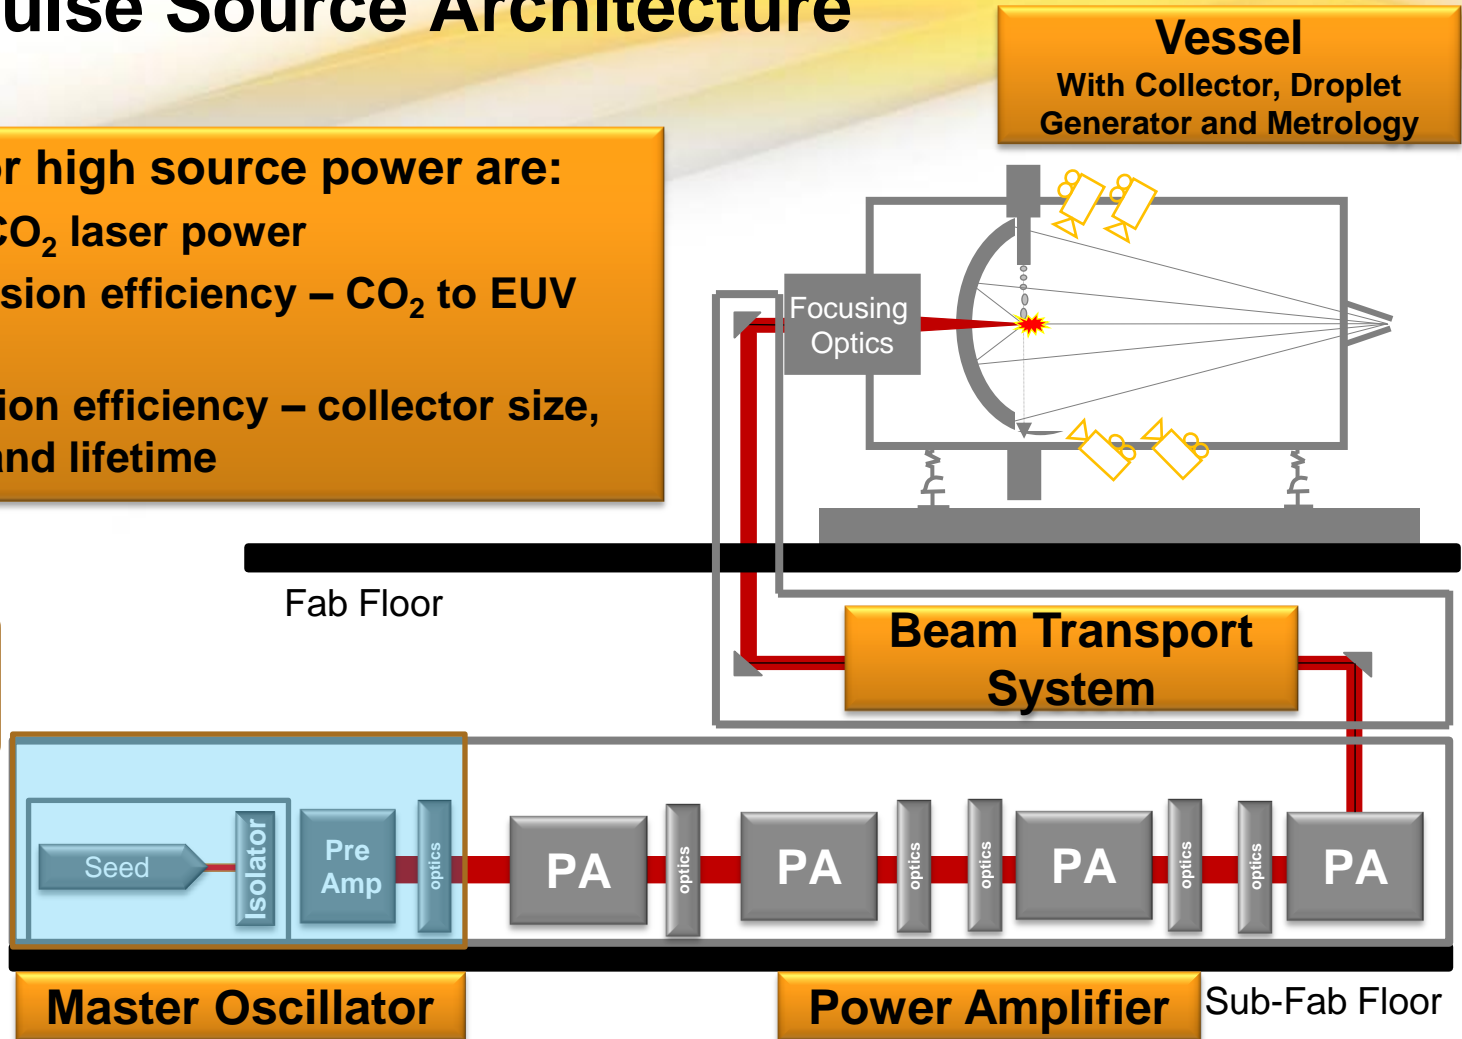 ulse Source Architecture
Vessel
With Collector, Droplet
Generator and Metrology
r high source power are:
CO2 laser power
sion efficiency – CO2 to EUV
ion efficiency – collector size,
and lifetime
Focusing
Optics
Fab Floor
Beam Transport
System
Seed
Isolator
Pre
Amp
optics
PA
optics
PA
optics
optics
PA
optics
optics
PA
Master Oscillator
Power Amplifier
Sub-Fab Floor